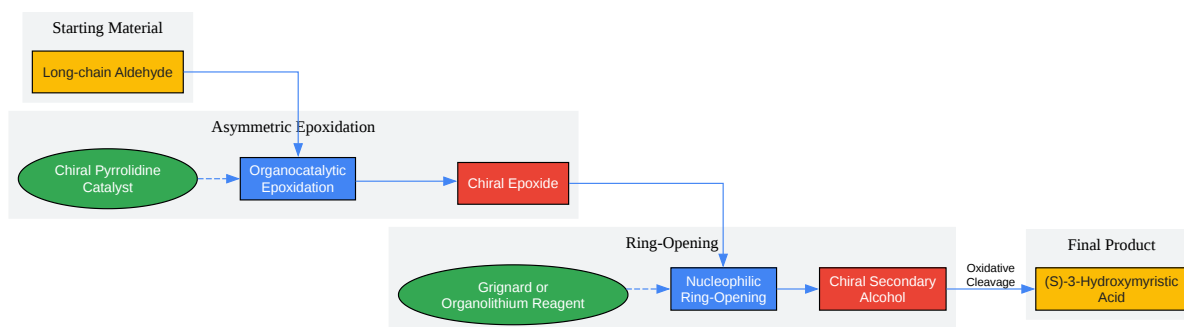 Starting Material
Long-chain Aldehyde
Asymmetric Epoxidation
Chiral Pyrrolidine
Catalyst
Organocatalytic
Epoxidation
Chiral Epoxide
Ring-Opening
Grignard or
Organolithium Reagent
Nucleophilic
Ring-Opening
Chiral Secondary
Alcohol
Oxidative
Cleavage
Final Product
(S)-3-Hydroxymyristic
Acid